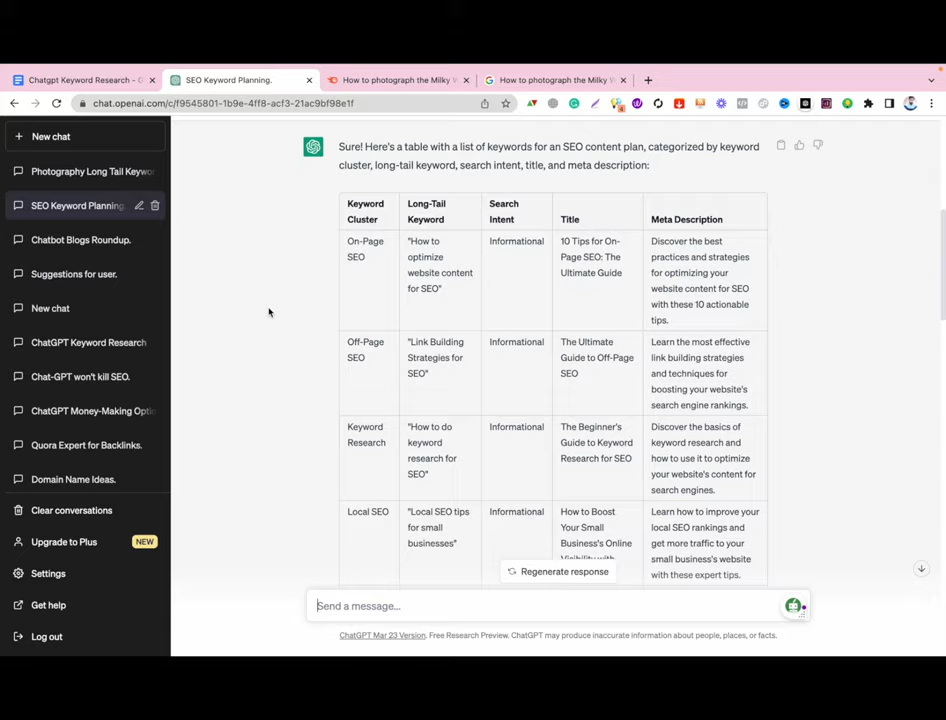 Chatgpt Keyword Research - G
SEO Keyword Planning.
How to photograph the Milky W
How to photograph the Milky W
chat.openai.com/c/f9545801-1b9e-4ff8-acf3-21ac9bf98e1f
New chat
Photography Long Tail Keywo
SEO Keyword Planning.
Chatbot Blogs Roundup.
Suggestions for user.
New chat
ChatGPT Keyword Research
Chat-GPT won't kill SEO.
ChatGPT Money-Making Optio
Quora Expert for Backlinks.
Domain Name Ideas.
Clear conversations
Upgrade to Plus
NEW
Settings
Get help
Log out
Sure! Here's a table with a list of keywords for an SEO content plan, categorized by keyword
cluster, long-tail keyword, search intent, title, and meta description:
Keyword
Cluster
Long-Tail
Keyword
Search
Intent
Title
Meta Description
On-Page
SEO
"How to
optimize
website content
for SEO"
Informational
10 Tips for On-
Page SEO: The
Ultimate Guide
Discover the best
practices and strategies
for optimizing your
website content for SEO
with these 10 actionable
tips.
Off-Page
SEO
"Link Building
Strategies for
SEO"
Informational
The Ultimate
Guide to Off-Page
SEO
Learn the most effective
link building strategies
and techniques for
boosting your website's
search engine rankings.
Keyword
Research
"How to do
keyword
research for
SEO"
Informational
The Beginner's
Guide to Keyword
Research for SEO
Discover the basics of
keyword research and
how to use it to optimize
your website's content for
search engines.
Local SEO
"Local SEO tips
for small
businesses"
Informational
How to Boost
Your Small
Business's Online
Visibility with
Learn how to improve your
local SEO rankings and
get more traffic to your
small business's website
with these expert tips.
Regenerate response
Send a message...
ChatGPT Mar 23 Version. Free Research Preview. ChatGPT may produce inaccurate information about people, places, or facts.